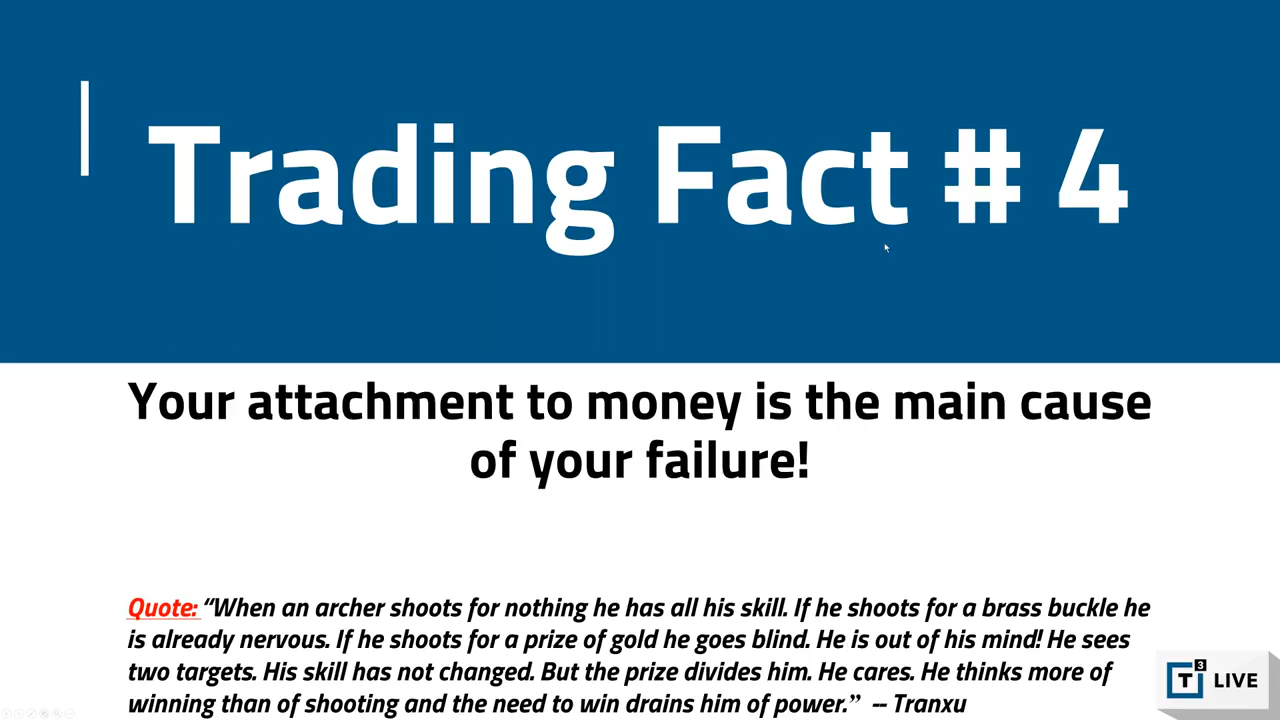 Trading Fact # 4
Your attachment to money is the main cause
of your failure!
Quote: “When an archer shoots for nothing he has all his skill. If he shoots for a brass buckle he
is already nervous. If he shoots for a prize of gold he goes blind. He is out of his mind! He sees
two targets. His skill has not changed. But the prize divides him. He cares. He thinks more of
winning than of shooting and the need to win drains him of power.” -- Tranxu
T3 LIVE